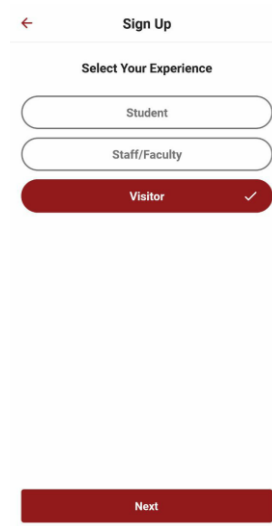 Sign Up
Select Your Experience
Student
Staff/Faculty
Visitor
Next